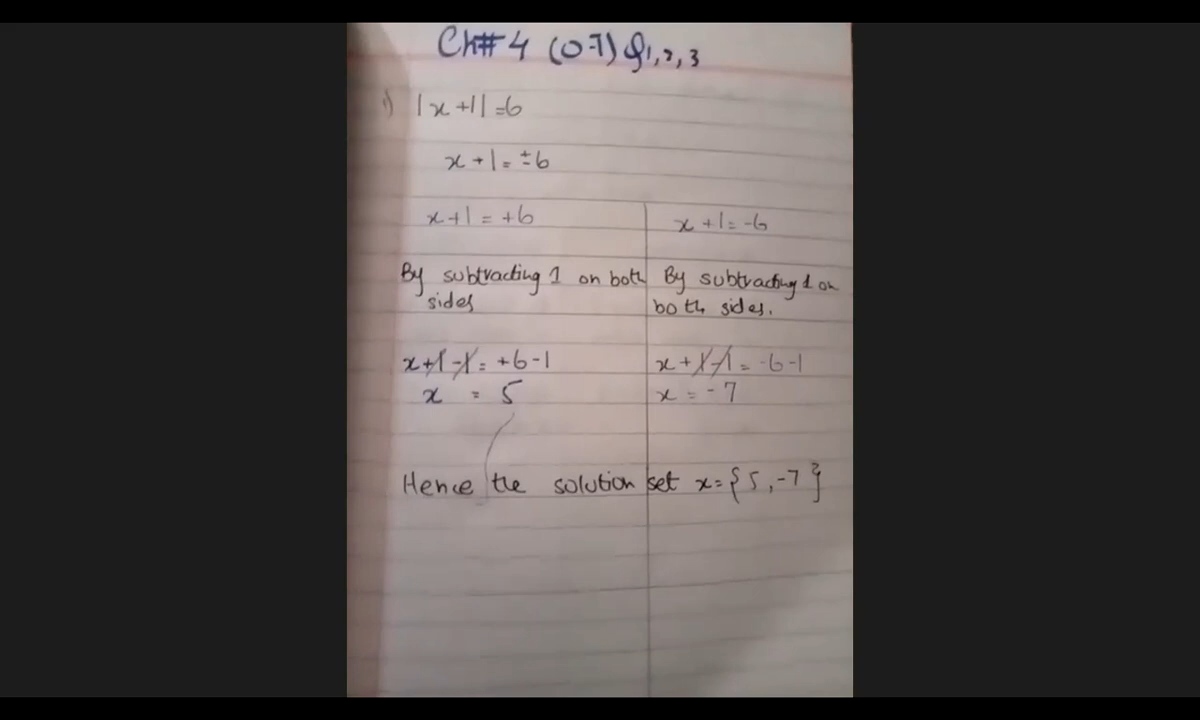 Ch# 4 (O-7) Q1,2,3
1) |x+1|=6
x+1=±6
x+1=+6
x+1=-6
By subtracting 1 on both
sides
By subtracting 1 on
both sides.
x+1-1=+6-1
x = 5
x+1-1=-6-1
x=-7
Hence the solution set x={5,-7}